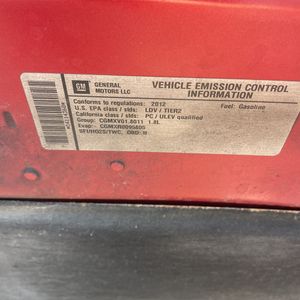 GM
GENERAL
MOTORS LLC
VEHICLE EMISSION CONTROL
INFORMATION
Conforms to regulations: 2012
Fuel: Gasoline
U.S. EPA class / stds: LDV / TIER2
California class / stds: PC / ULEV qualified
Group: CGMXV01.8011 1.8L
Evap: CGMXR0095805
SFI/HO2S/TWC, OBD: II